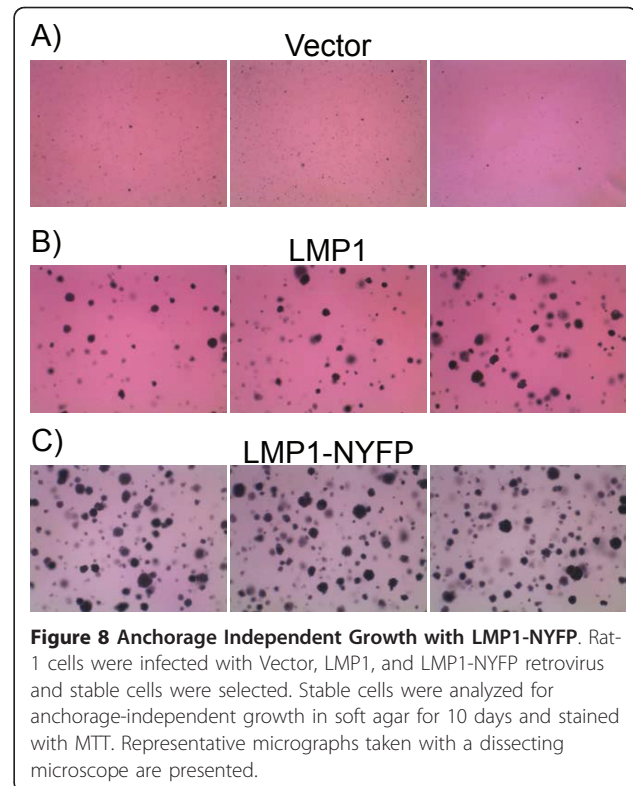 A)
Vector
B)
LMP1
C)
LMP1-NYFP
Figure 8 Anchorage Independent Growth with LMP1-NYFP. Rat-
1 cells were infected with Vector, LMP1, and LMP1-NYFP retrovirus
and stable cells were selected. Stable cells were analyzed for
anchorage-independent growth in soft agar for 10 days and stained
with MTT. Representative micrographs taken with a dissecting
microscope are presented.